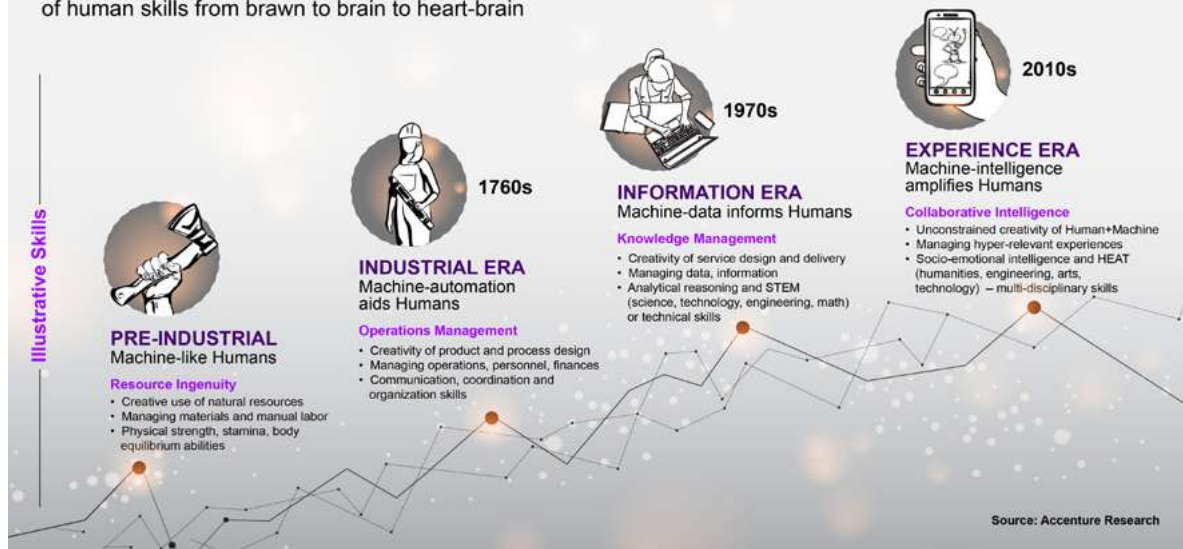 of human skills from brawn to brain to heart-brain
Illustrative Skills
PRE-INDUSTRIAL
Machine-like Humans
Resource Ingenuity
• Creative use of natural resources
• Managing materials and manual labor
• Physical strength, stamina, body
equilibrium abilities
1760s
INDUSTRIAL ERA
Machine-automation
aids Humans
Operations Management
• Creativity of product and process design
• Managing operations, personnel, finances
• Communication, coordination and
organization skills
1970s
INFORMATION ERA
Machine-data informs Humans
Knowledge Management
• Creativity of service design and delivery
• Managing data, information
• Analytical reasoning and STEM
(science, technology, engineering, math)
or technical skills
2010s
EXPERIENCE ERA
Machine-intelligence
amplifies Humans
Collaborative Intelligence
• Unconstrained creativity of Human+Machine
• Managing hyper-relevant experiences
• Socio-emotional intelligence and HEAT
(humanities, engineering, arts,
technology) – multi-disciplinary skills
Source: Accenture Research